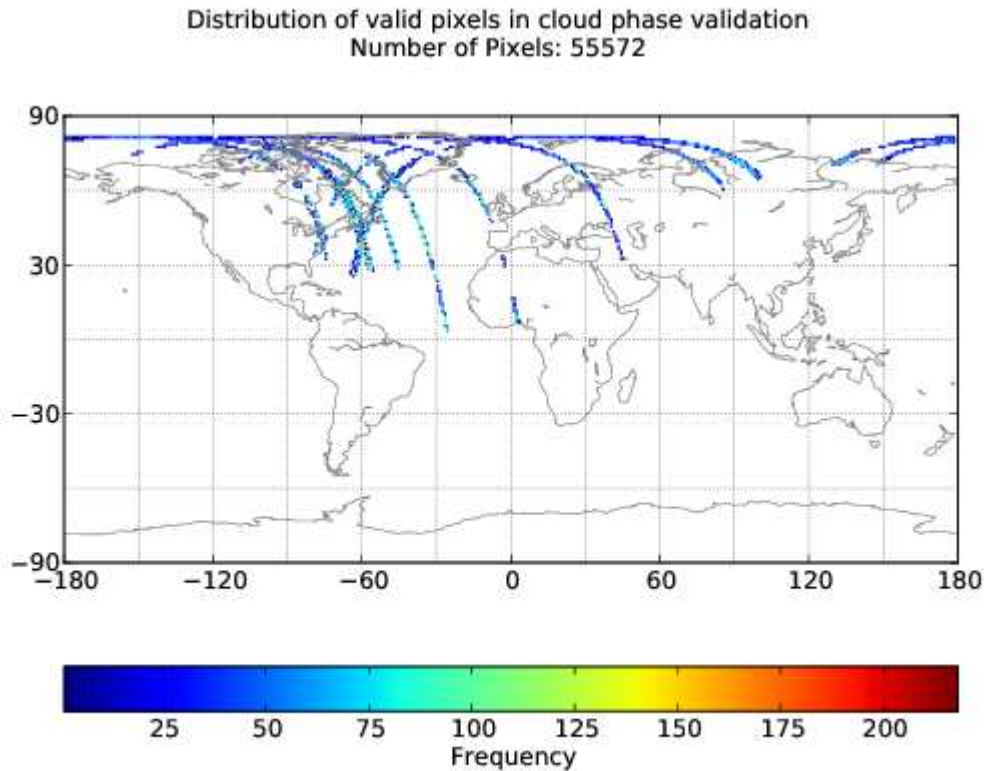 Distribution of valid pixels in cloud phase validation
Number of Pixels: 55572
90
30
−30
−90
−180 −120 −60 0 60 120 180
25 50 75 100 125 150 175 200
Frequency